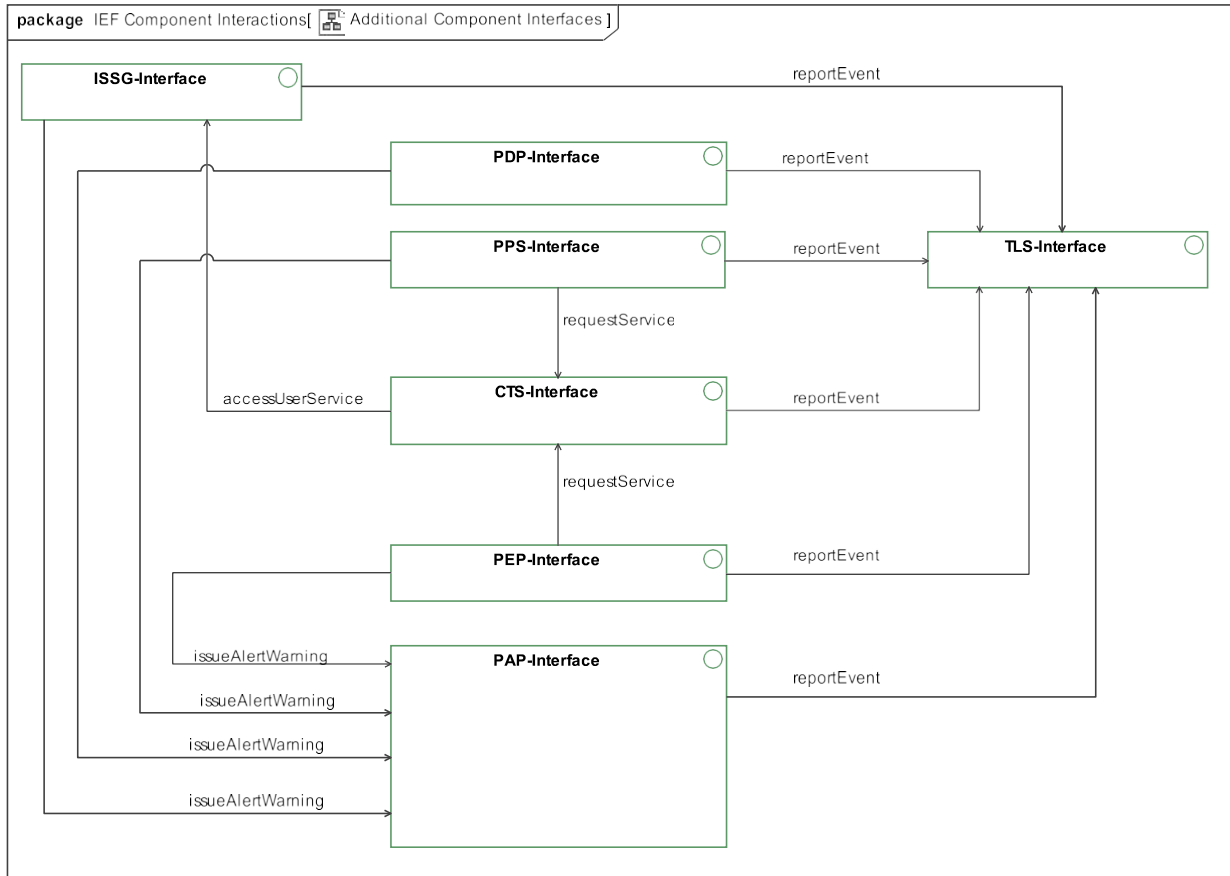 package IEF Component Interactions[ Additional Component Interfaces ]
ISSG-Interface
reportEvent
PDP-Interface
reportEvent
PPS-Interface
reportEvent
TLS-Interface
requestService
accessUserService
CTS-Interface
reportEvent
requestService
PEP-Interface
reportEvent
issueAlertWarning
PAP-Interface
reportEvent
issueAlertWarning
issueAlertWarning
issueAlertWarning